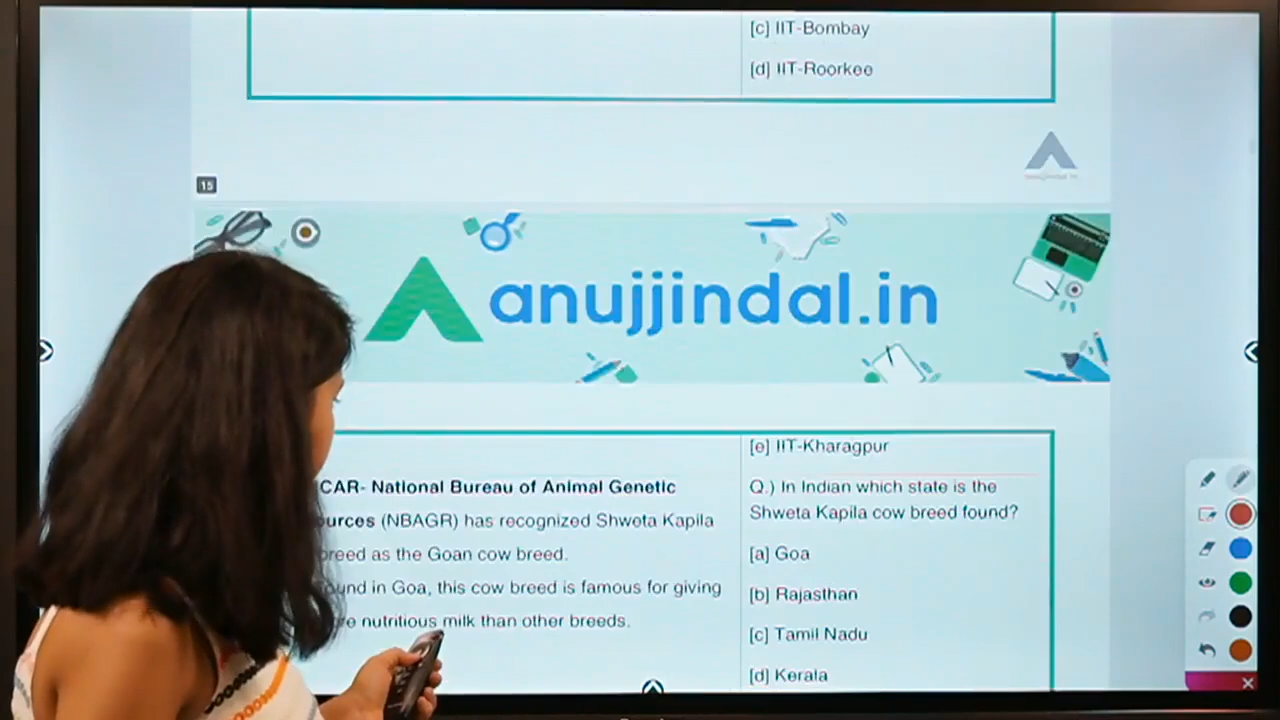 [c] IIT-Bombay
[d] IIT-Roorkee
15
anujjindal.in
[e] IIT-Kharagpur
CAR- National Bureau of Animal Genetic
(NBAGR) has recognized Shweta Kapila
breed as the Goan cow breed.
in Goa, this cow breed is famous for giving
nutritious milk than other breeds.
Q.) In Indian which state is the
Shweta Kapila cow breed found?
[a] Goa
[b] Rajasthan
[c] Tamil Nadu
[d] Kerala